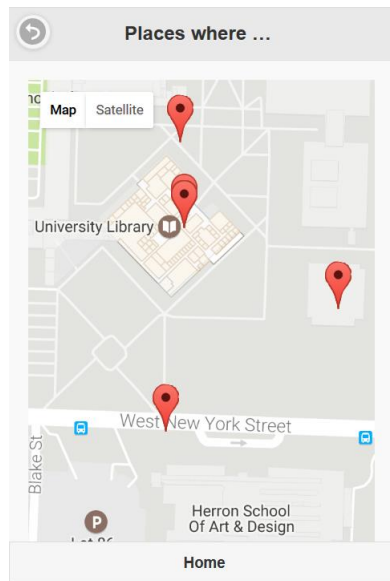 Places where ...
Map Satellite
University Library
West New York Street
Blake St
P
Herron School
Of Art & Design
Home